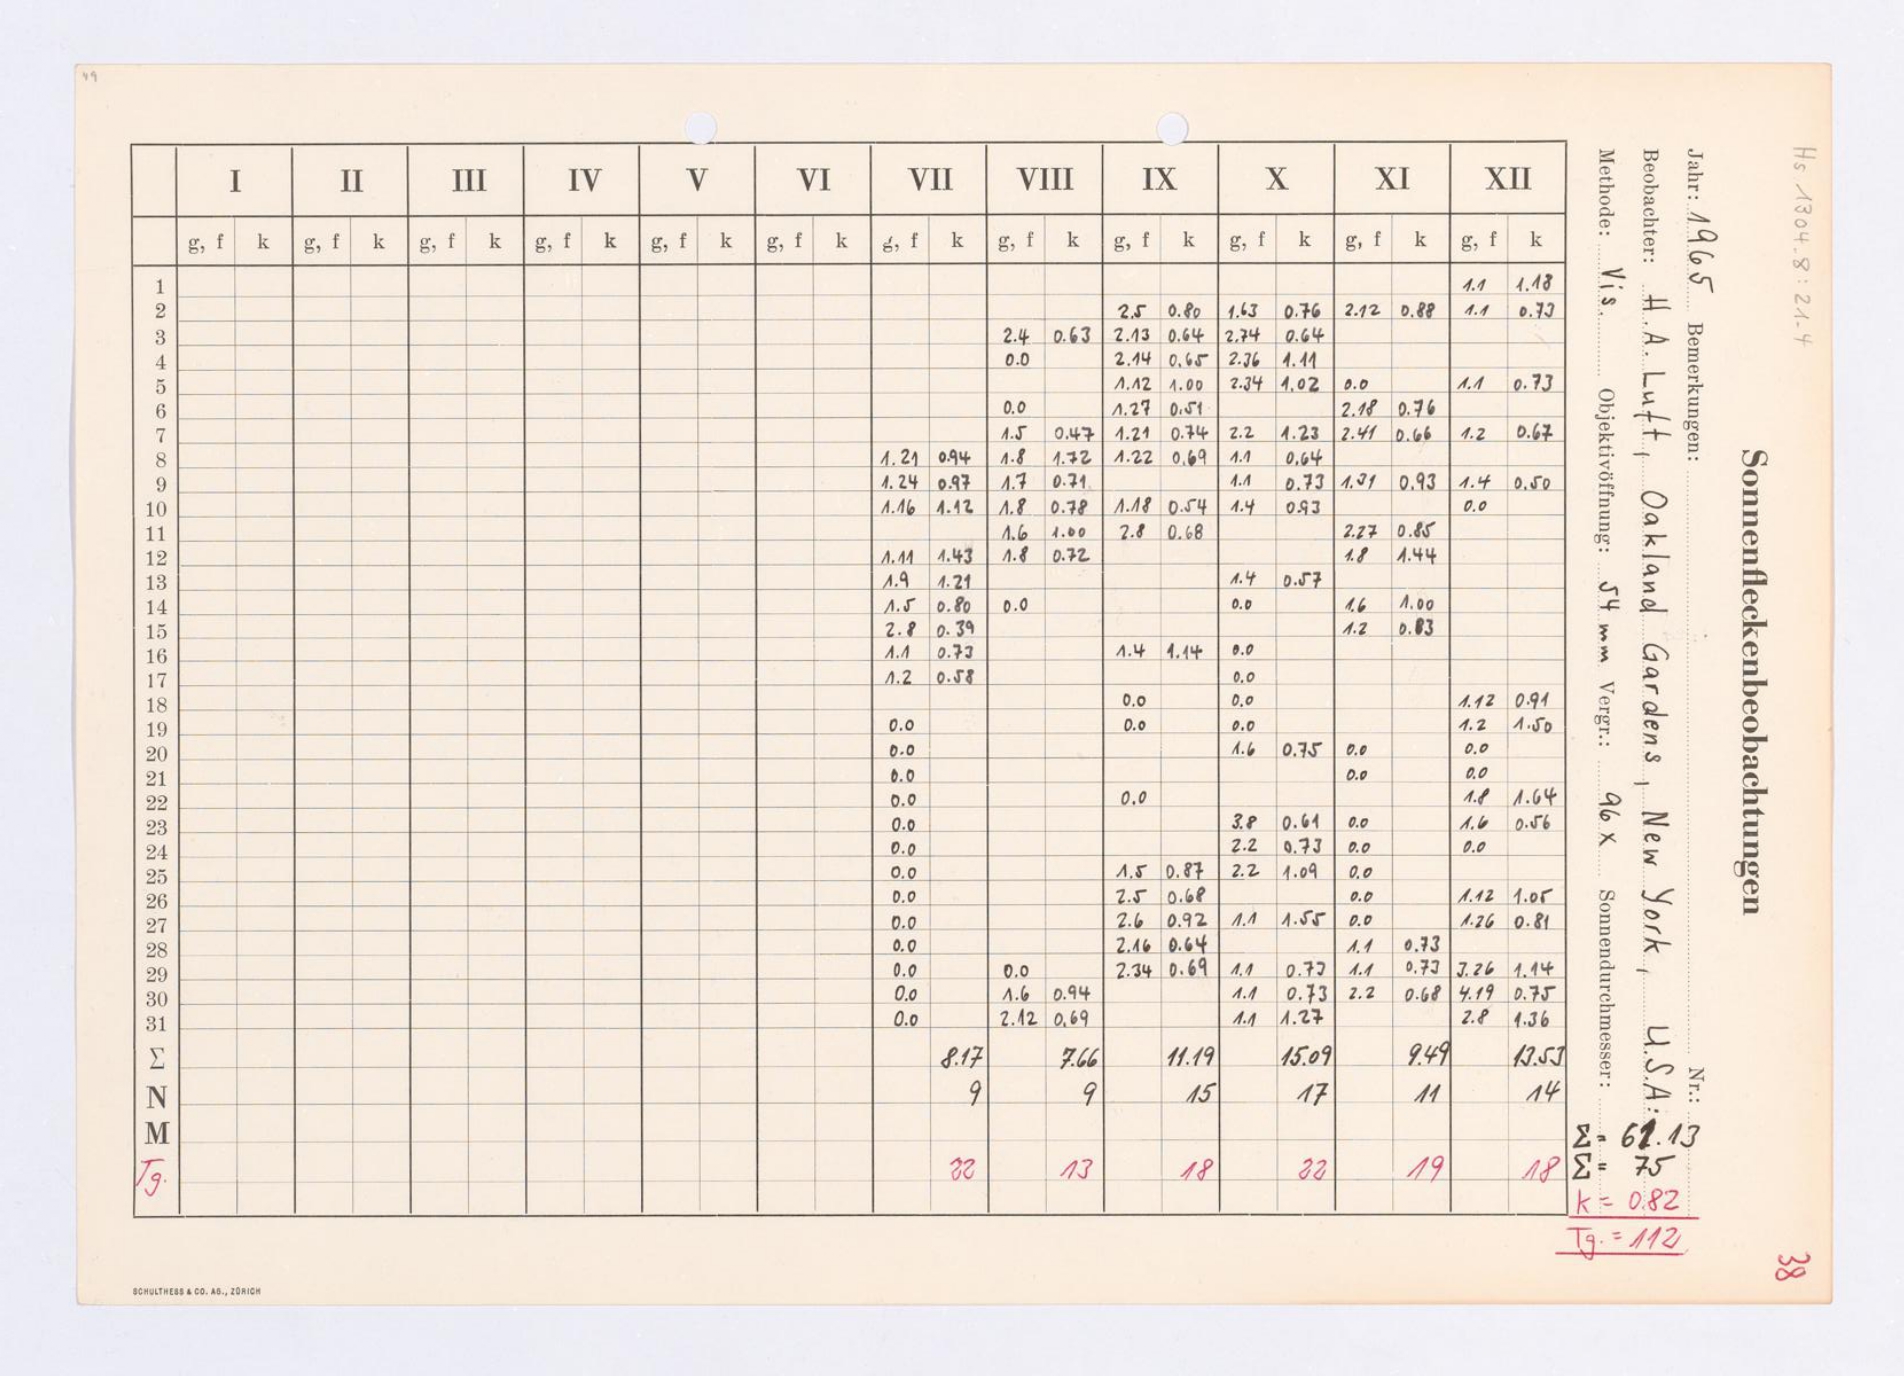 49
Hs 1304.8:21.4
Sonnenfleckenbeobachtungen
Jahr: 1965 Bemerkungen: Nr.:
Beobachter: H.A. Luft, Oakland Gardens, New York, U.S.A.
Methode: Vis. Objektivöffnung: 54 mm Vergr.: 96 x Sonnendurchmesser:
I II III IV V VI VII VIII IX X XI XII
g, f k g, f k g, f k g, f k g, f k g, f k g, f k g, f k g, f k g, f k g, f k g, f k
1 1.1 1.18
2 2.5 0.80 1.63 0.76 2.12 0.88 1.1 0.73
3 2.4 0.63 2.13 0.64 2.74 0.64
4 0.0 2.14 0.65 2.36 1.11
5 1.12 1.00 2.34 1.02 0.0 1.1 0.73
6 0.0 1.27 0.51 2.18 0.76
7 1.5 0.47 1.21 0.74 2.2 1.23 2.41 0.66 1.2 0.67
8 1.21 0.94 1.8 1.72 1.22 0.69 1.1 0.64
9 1.24 0.97 1.7 0.71 1.1 0.73 1.31 0.93 1.4 0.50
10 1.16 1.12 1.8 0.78 1.18 0.54 1.4 0.93 0.0
11 1.6 1.00 2.8 0.68 2.27 0.85
12 1.11 1.43 1.8 0.72 1.8 1.44
13 1.9 1.21 1.4 0.57
14 1.5 0.80 0.0 0.0 1.6 1.00
15 2.8 0.39 1.2 0.83
16 1.1 0.73 1.4 1.14 0.0
17 1.2 0.58 0.0
18 0.0 0.0 1.12 0.91
19 0.0 0.0 0.0 1.2 1.50
20 0.0 1.6 0.75 0.0 0.0
21 0.0 0.0 0.0
22 0.0 0.0 1.8 1.64
23 0.0 3.8 0.61 0.0 1.6 0.56
24 0.0 2.2 0.73 0.0 0.0
25 0.0 1.5 0.87 2.2 1.09 0.0
26 0.0 2.5 0.68 0.0 1.12 1.05
27 0.0 2.6 0.92 1.1 1.55 0.0 1.26 0.81
28 0.0 2.16 0.64 1.1 0.73
29 0.0 0.0 2.34 0.69 1.1 0.73 1.1 0.73 3.26 1.14
30 0.0 1.6 0.94 1.1 0.73 2.2 0.68 4.19 0.75
31 0.0 2.12 0.69 1.1 1.27 2.8 1.36
Σ 8.17 7.66 11.19 15.09 9.49 13.53
N 9 9 15 17 11 14
M
Tg. 22 13 18 22 19 18
Σ = 61.13
Σ = 75
k = 0.82
Tg. = 112
38
SCHULTHESS & CO. AG., ZÜRICH